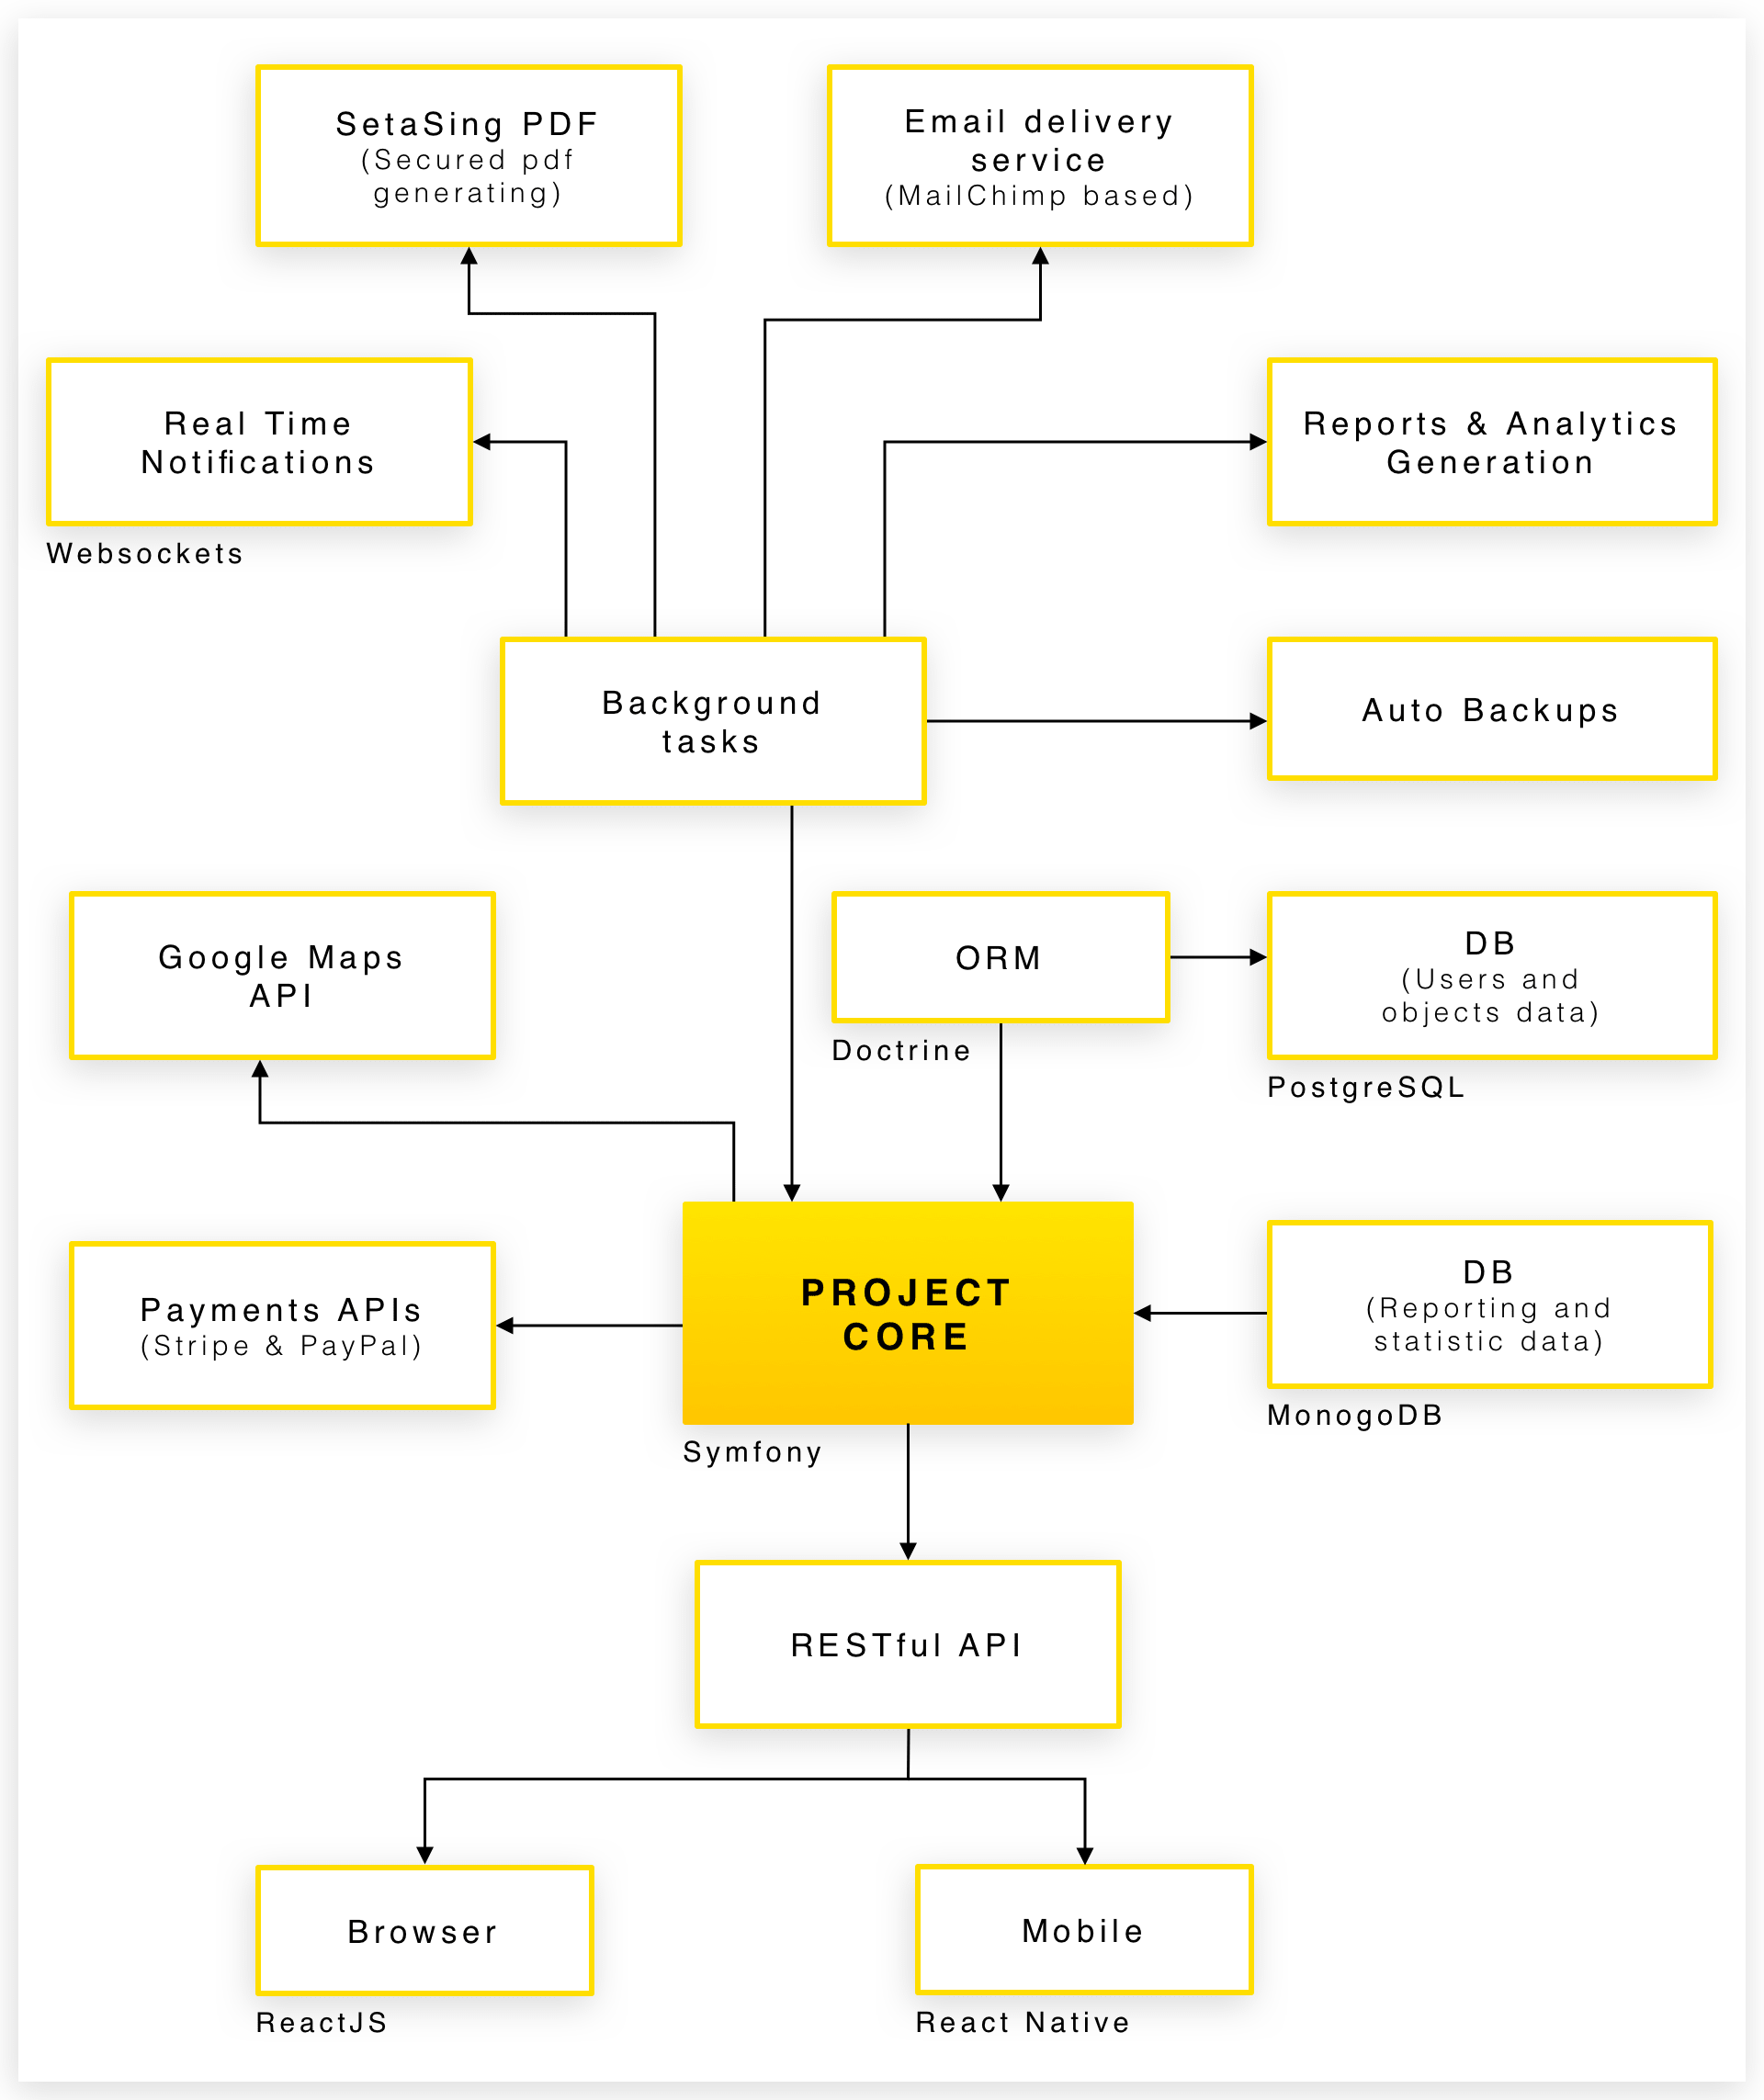 SetaSing PDF
(Secured pdf
generating)
Email delivery
service
(MailChimp based)
Real Time
Notifications
Websockets
Reports & Analytics
Generation
Background
tasks
Auto Backups
Google Maps
API
ORM
Doctrine
DB
(Users and
objects data)
PostgreSQL
Payments APIs
(Stripe & PayPal)
PROJECT
CORE
Symfony
DB
(Reporting and
statistic data)
MonogoDB
RESTful API
Browser
ReactJS
Mobile
React Native